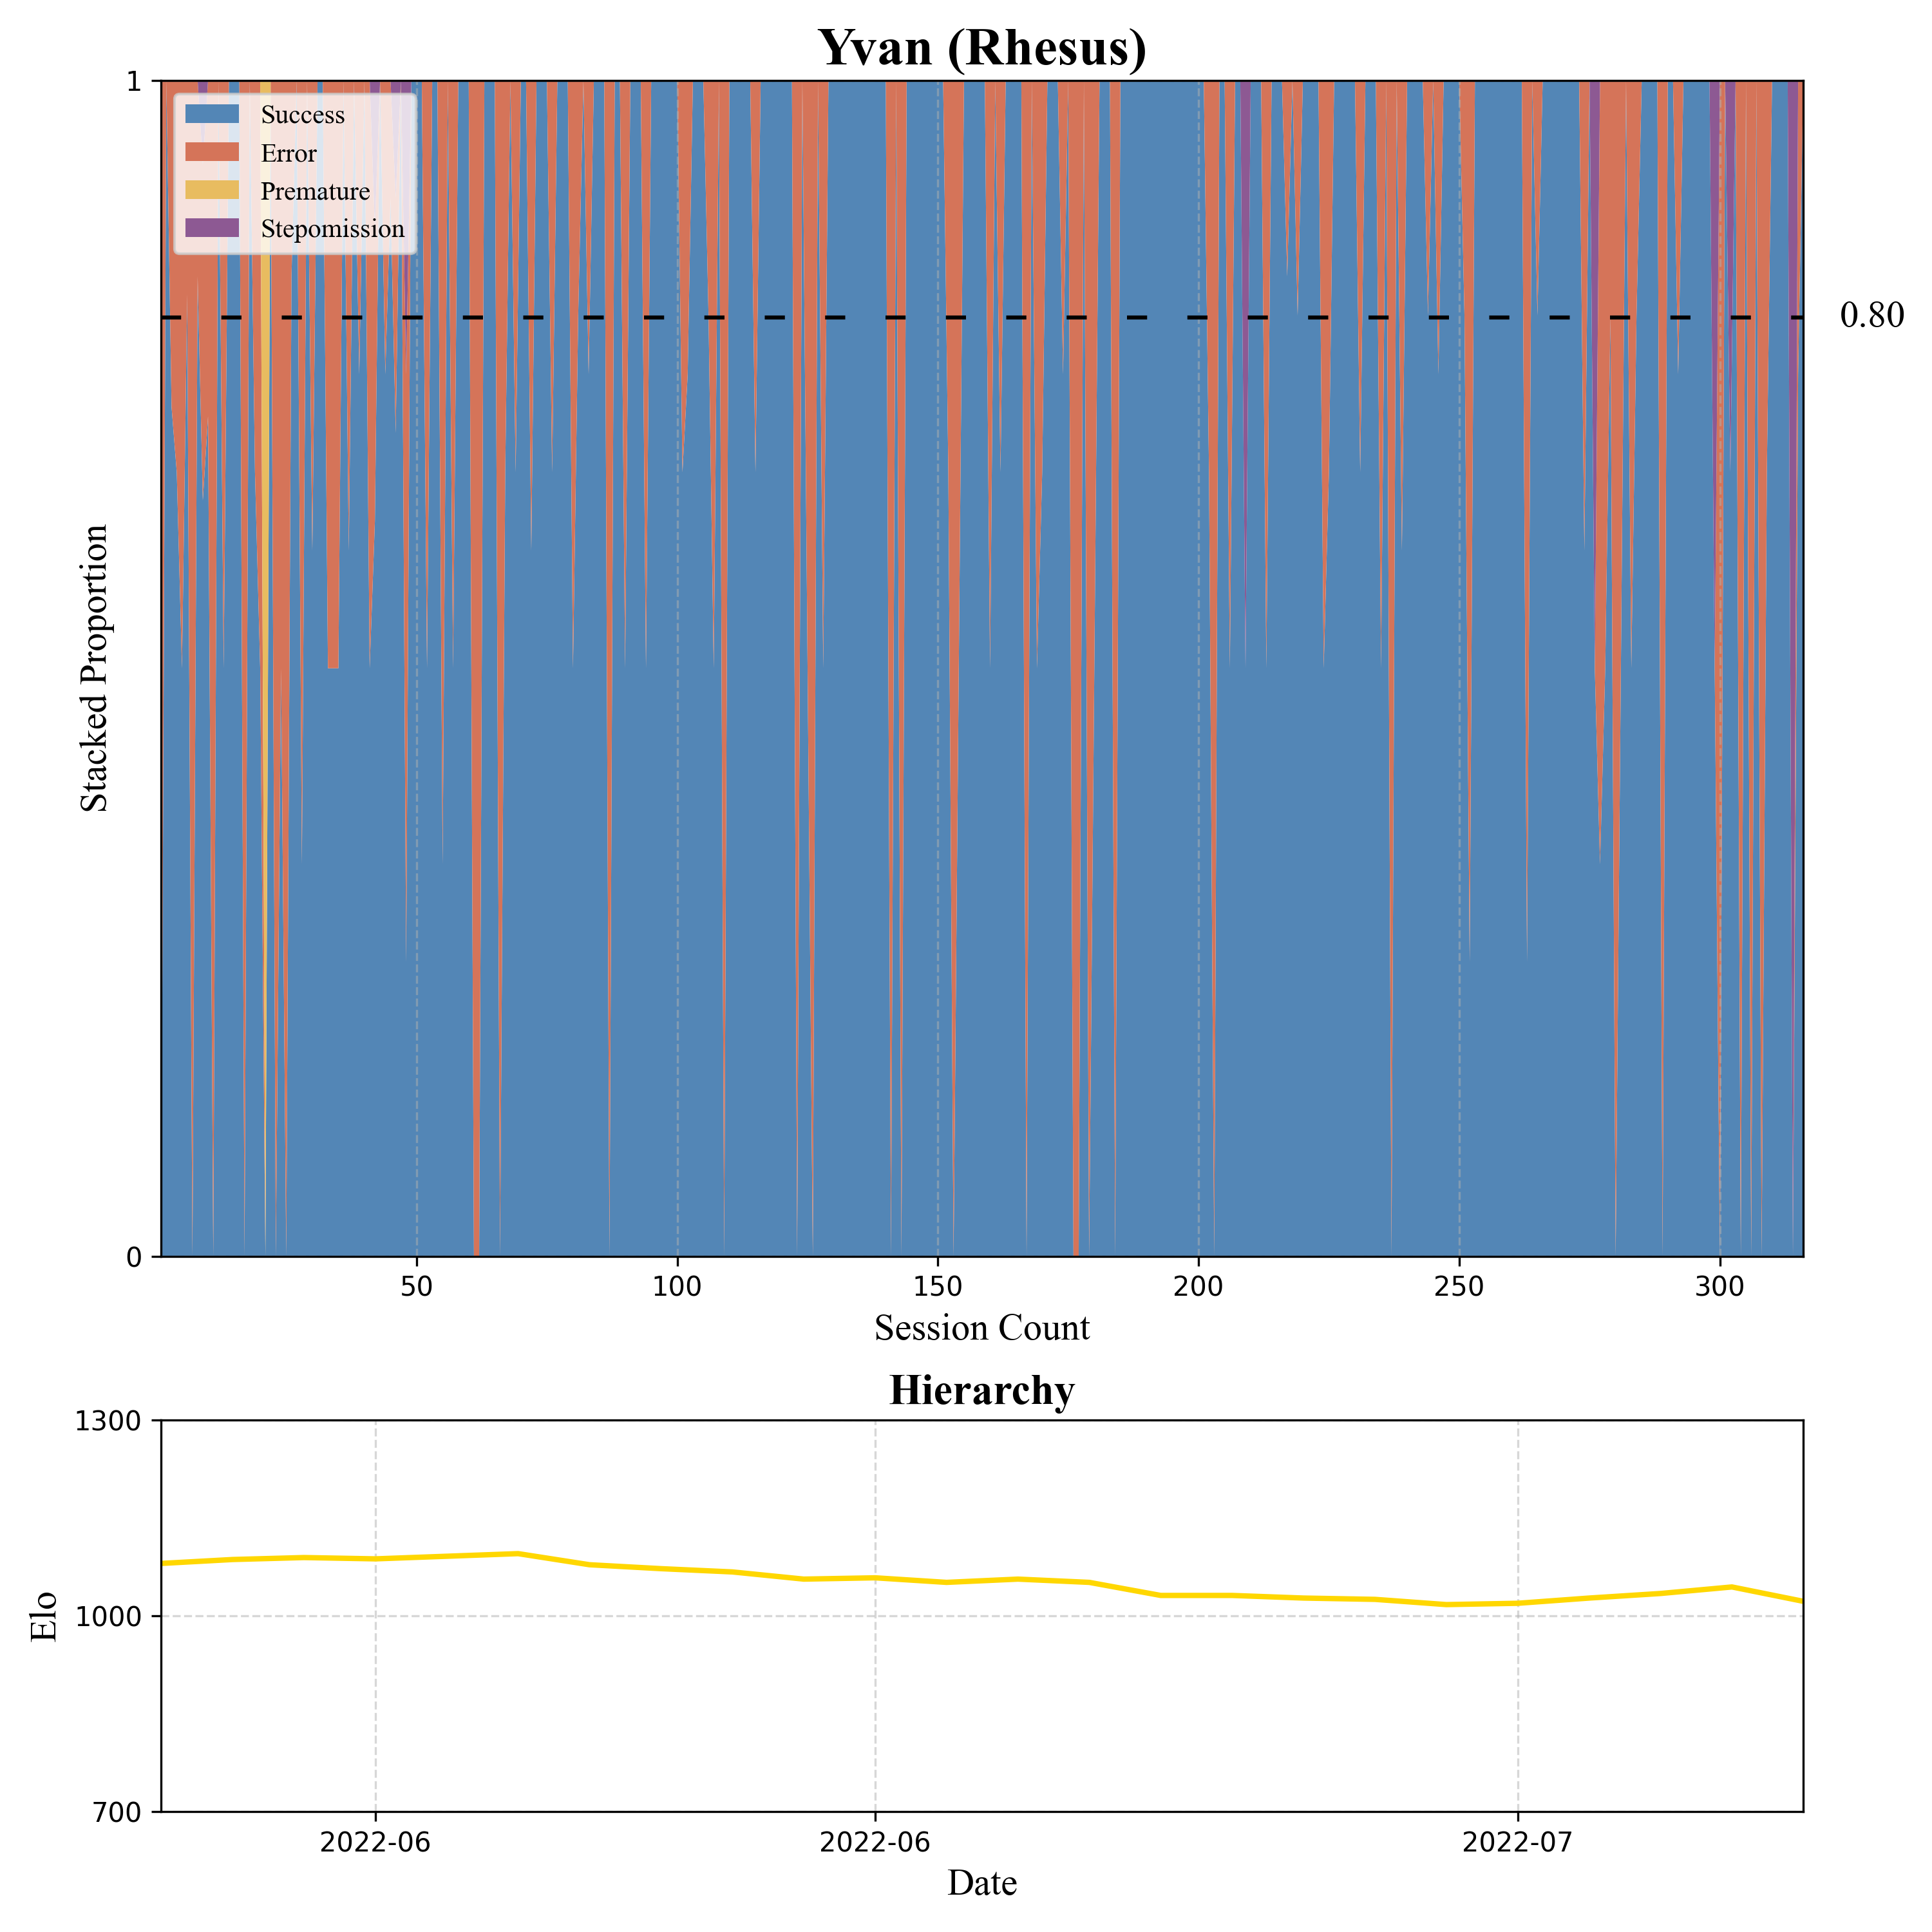 Yvan (Rhesus)
1
Success
Error
Premature
Stepomission
0.80
Stacked Proportion
0
50 100 150 200 250 300
Session Count
Hierarchy
1300
Elo
1000
700
2022-06 2022-06 2022-07
Date